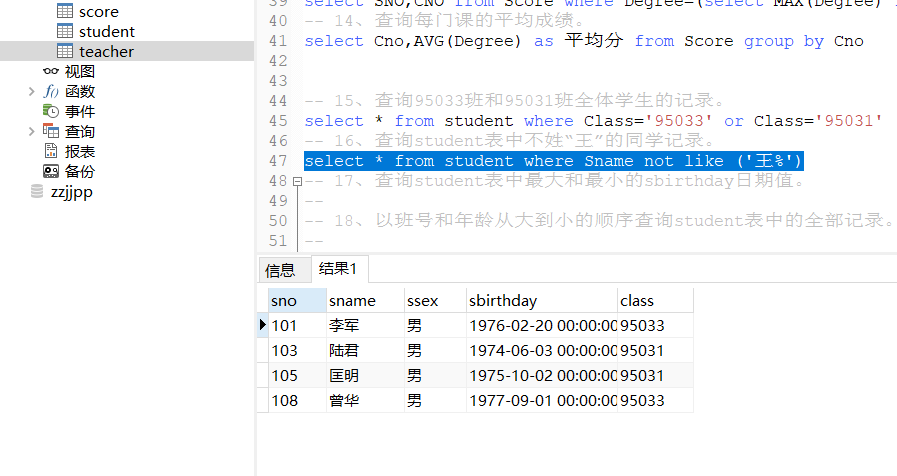 score
student
teacher
视图
函数
事件
查询
报表
备份
zzjjpp
39 select SNO,CNO from Score where Degree=(select MAX(Degree)
40 -- 14、查询每门课的平均成绩。
41 select Cno,AVG(Degree) as 平均分 from Score group by Cno
42
43
44 -- 15、查询95033班和95031班全体学生的记录。
45 select * from student where Class='95033' or Class='95031'
46 -- 16、查询student表中不姓“王”的同学记录。
47 select * from student where Sname not like ('王%')
48 -- 17、查询student表中最大和最小的sbirthday日期值。
49 --
50 -- 18、以班号和年龄从大到小的顺序查询student表中的全部记录。
51 --
信息 结果1
sno sname ssex sbirthday class
101 李军 男 1976-02-20 00:00:00 95033
103 陆君 男 1974-06-03 00:00:00 95031
105 匡明 男 1975-10-02 00:00:00 95031
108 曾华 男 1977-09-01 00:00:00 95033